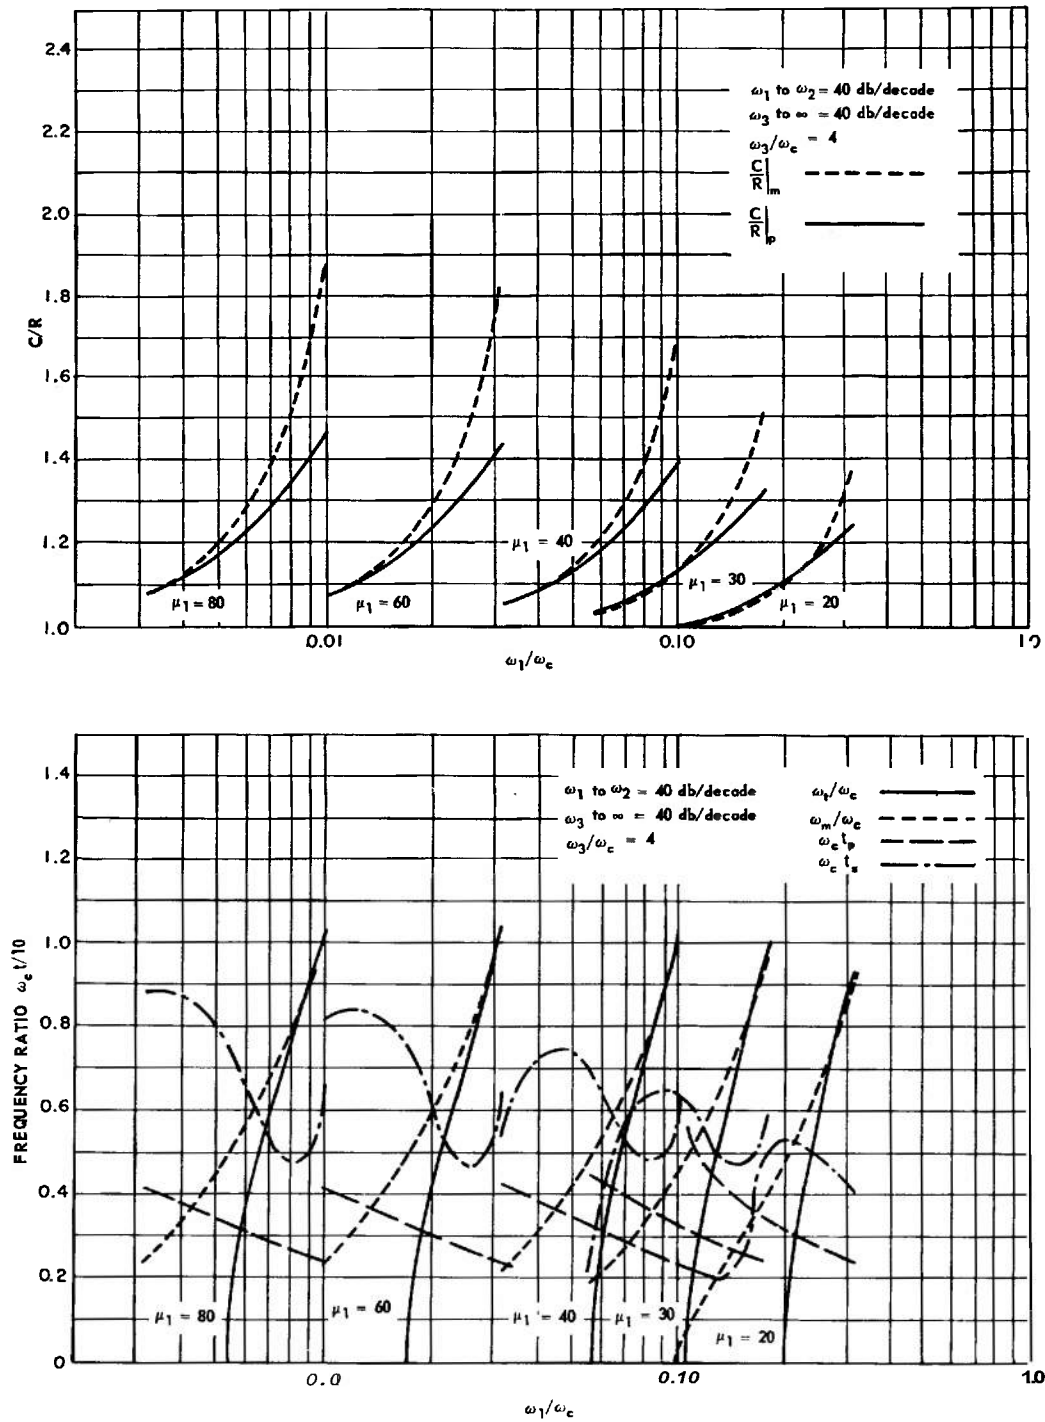 2.4
2.2
2.0
1.8
1.6
1.4
1.2
1.0
C/R
ω1 to ω2 = 40 db/decade
ω3 to ∞ = 40 db/decade
ω3/ωc = 4
C/R|m
C/R|p
μ1 = 80
μ1 = 60
μ1 = 40
μ1 = 30
μ1 = 20
0.01
0.10
1.0
ω1/ωc
1.4
1.2
1.0
0.8
0.6
0.4
0.2
0
FREQUENCY RATIO ωc t/10
ω1 to ω2 = 40 db/decade
ω3 to ∞ = 40 db/decade
ω3/ωc = 4
ωt/ωc
ωm/ωc
ωc tp
ωc ts
μ1 = 80
μ1 = 60
μ1 = 40
μ1 = 30
μ1 = 20
0.0
0.10
1.0
ω1/ωc